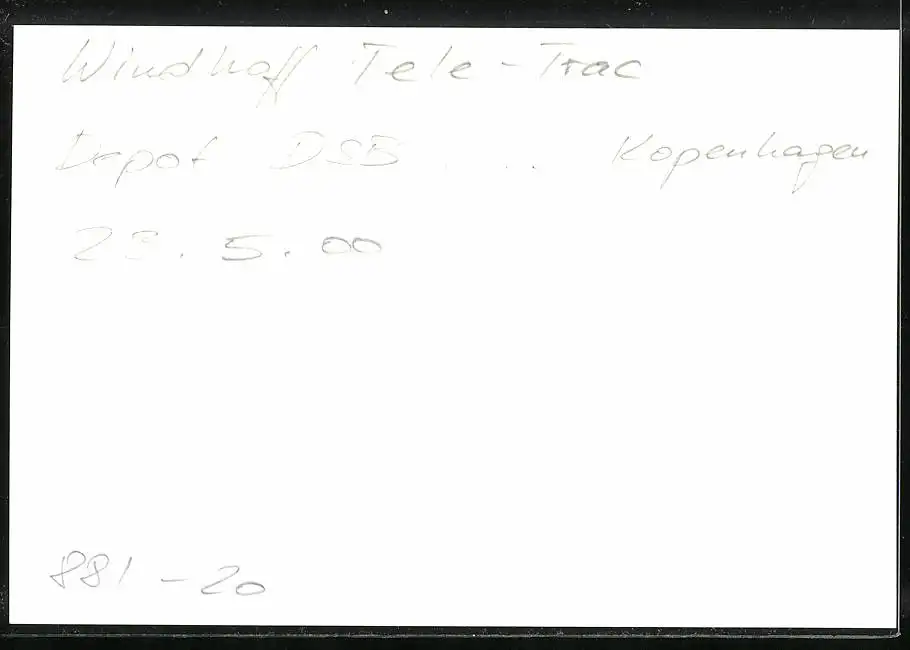 Windhoff Tele-Trac
Depot DSB .. Kopenhagen
23.5.00
881-20